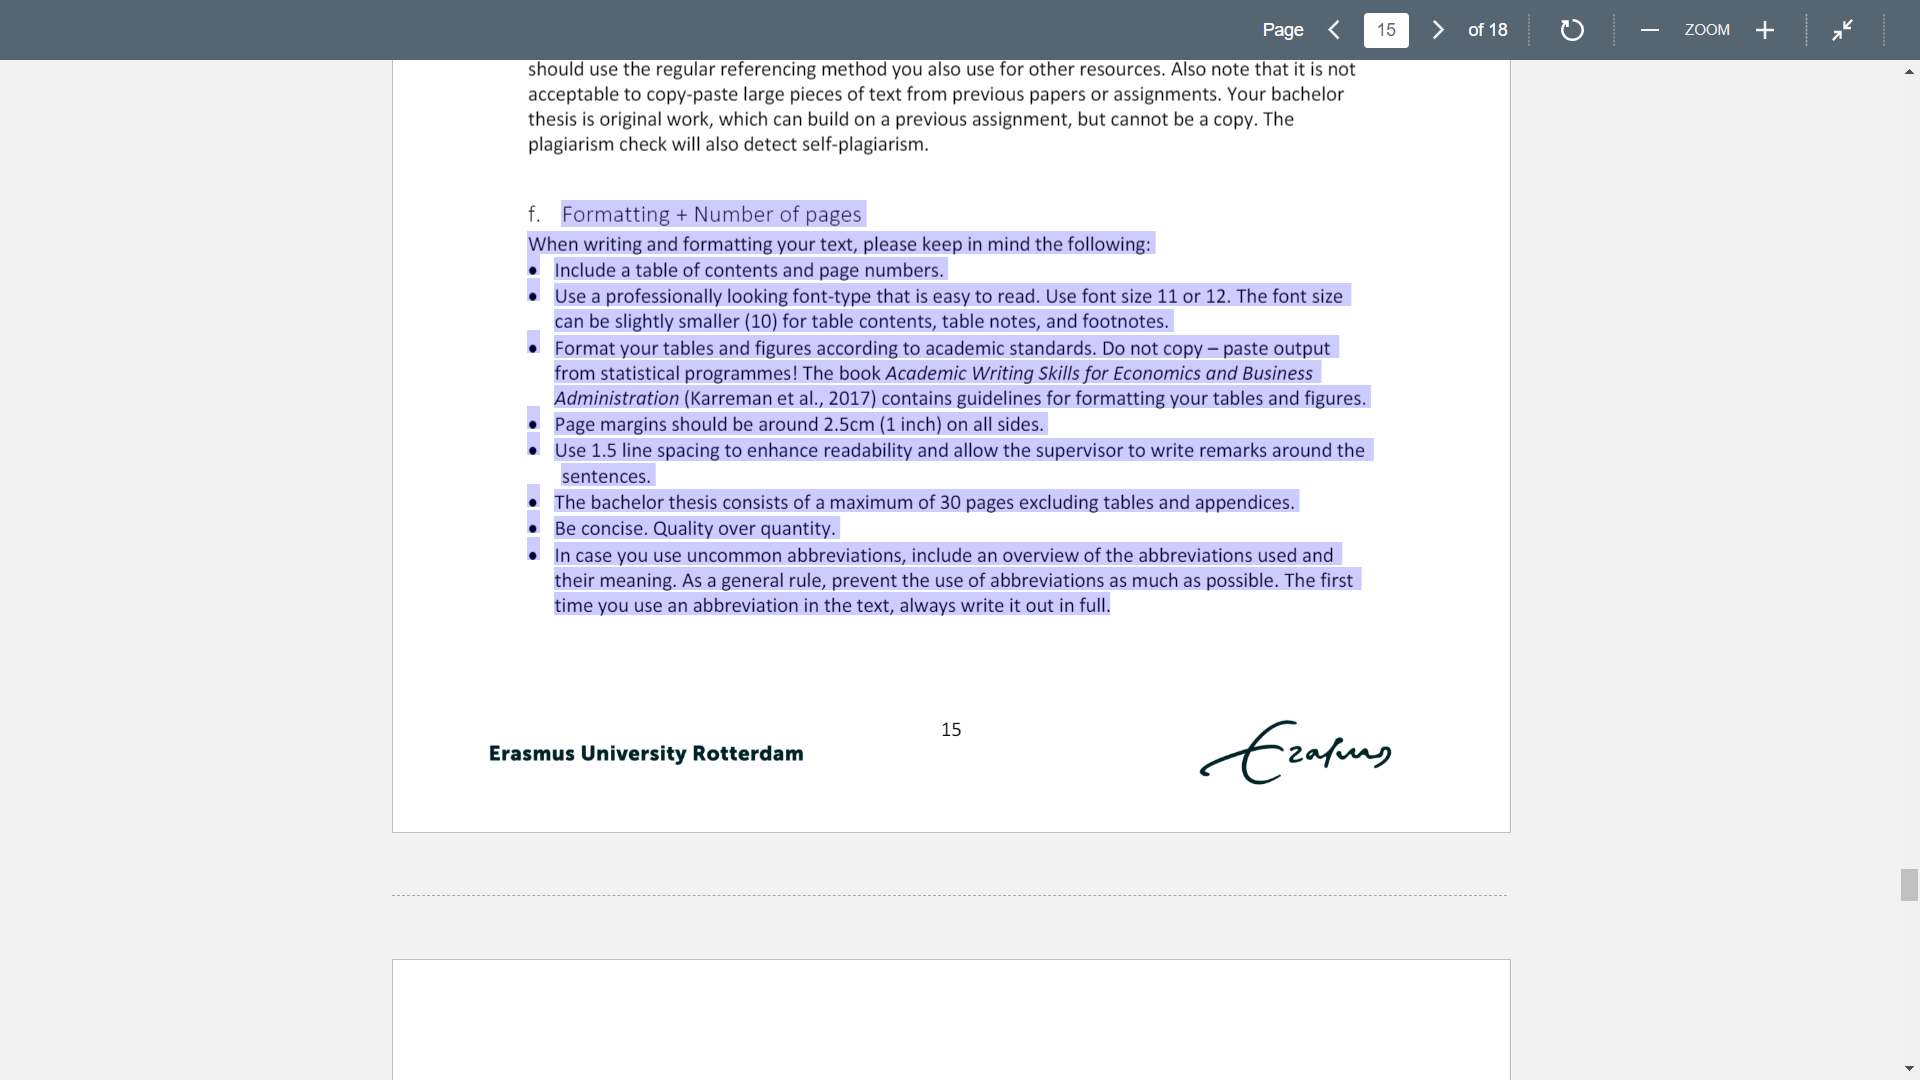 Page 15 of 18 ZOOM
should use the regular referencing method you also use for other resources. Also note that it is not
acceptable to copy-paste large pieces of text from previous papers or assignments. Your bachelor
thesis is original work, which can build on a previous assignment, but cannot be a copy. The
plagiarism check will also detect self-plagiarism.
f. Formatting + Number of pages
When writing and formatting your text, please keep in mind the following:
• Include a table of contents and page numbers.
• Use a professionally looking font-type that is easy to read. Use font size 11 or 12. The font size
can be slightly smaller (10) for table contents, table notes, and footnotes.
• Format your tables and figures according to academic standards. Do not copy – paste output
from statistical programmes! The book Academic Writing Skills for Economics and Business
Administration (Karreman et al., 2017) contains guidelines for formatting your tables and figures.
• Page margins should be around 2.5cm (1 inch) on all sides.
• Use 1.5 line spacing to enhance readability and allow the supervisor to write remarks around the
sentences.
• The bachelor thesis consists of a maximum of 30 pages excluding tables and appendices.
• Be concise. Quality over quantity.
• In case you use uncommon abbreviations, include an overview of the abbreviations used and
their meaning. As a general rule, prevent the use of abbreviations as much as possible. The first
time you use an abbreviation in the text, always write it out in full.
15
Erasmus University Rotterdam
Erasmus